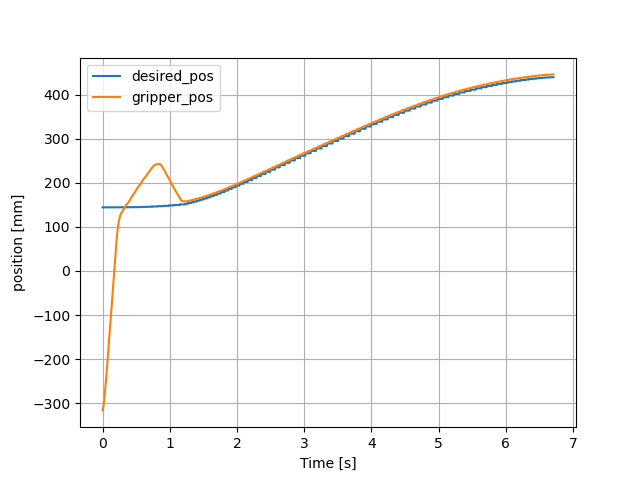 desired_pos
gripper_pos
400
300
200
100
0
−100
−200
−300
position [mm]
0 1 2 3 4 5 6 7
Time [s]